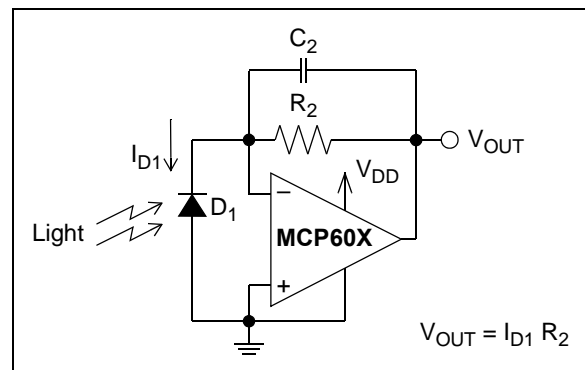 C2
R2
ID1
VOUT
VDD
−
D1
Light
MCP60X
+
VOUT = ID1 R2